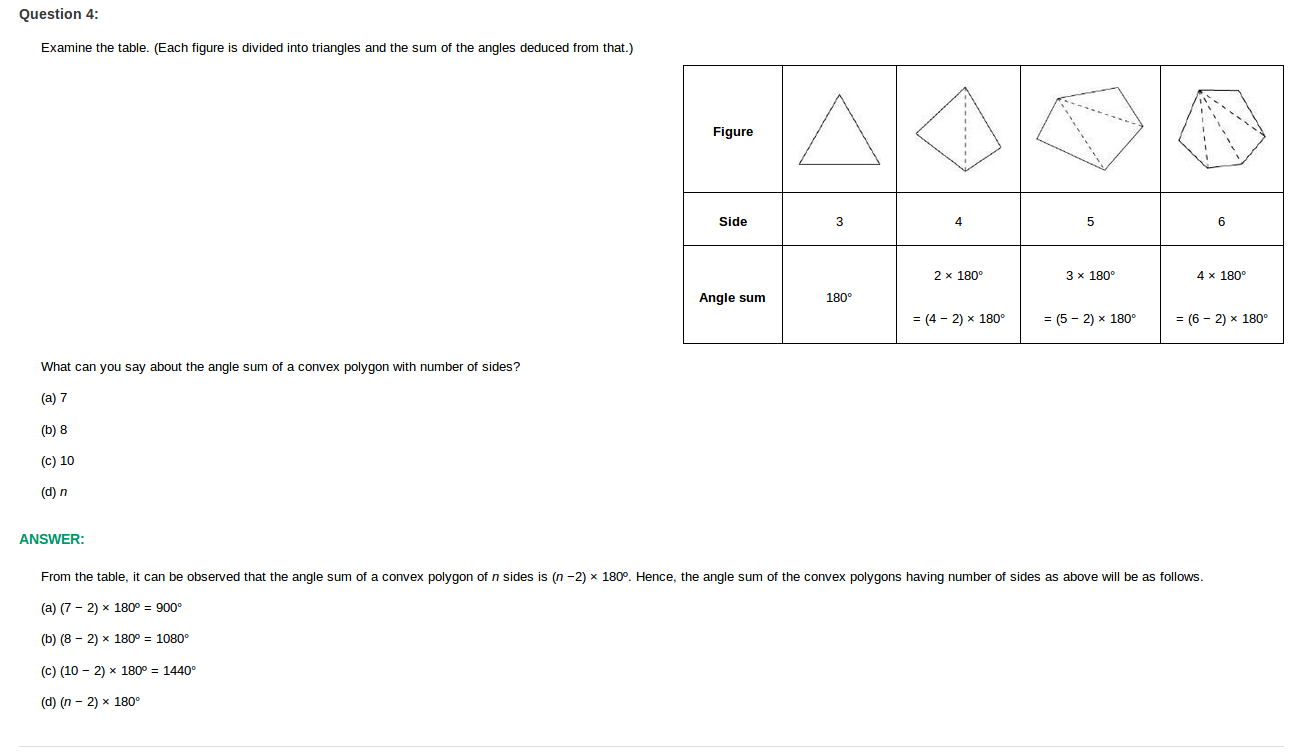 Question 4:
Examine the table. (Each figure is divided into triangles and the sum of the angles deduced from that.)
Figure
Side 3 4 5 6
Angle sum 180° 2 × 180° 3 × 180° 4 × 180°
= (4 − 2) × 180° = (5 − 2) × 180° = (6 − 2) × 180°
What can you say about the angle sum of a convex polygon with number of sides?
(a) 7
(b) 8
(c) 10
(d) n
ANSWER:
From the table, it can be observed that the angle sum of a convex polygon of n sides is (n −2) × 180º. Hence, the angle sum of the convex polygons having number of sides as above will be as follows.
(a) (7 − 2) × 180º = 900°
(b) (8 − 2) × 180º = 1080°
(c) (10 − 2) × 180º = 1440°
(d) (n − 2) × 180°